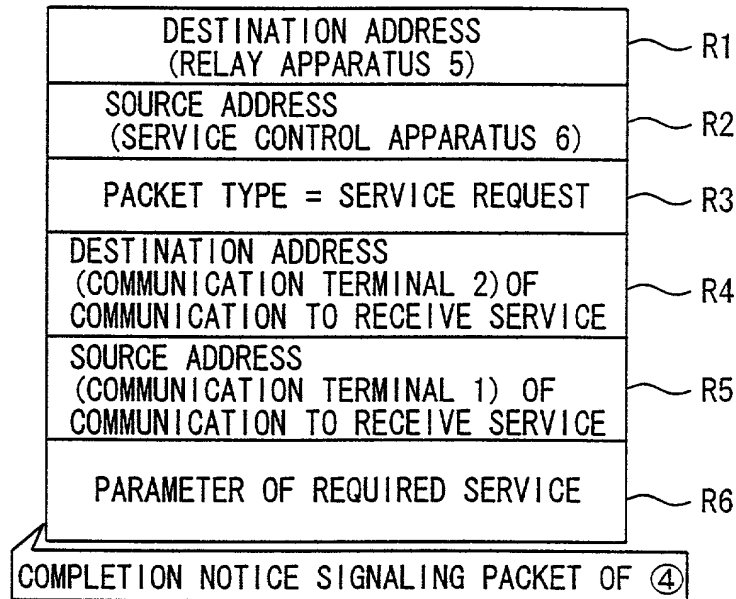 DESTINATION ADDRESS
(RELAY APPARATUS 5)
R1
SOURCE ADDRESS
(SERVICE CONTROL APPARATUS 6)
R2
PACKET TYPE = SERVICE REQUEST
R3
DESTINATION ADDRESS
(COMMUNICATION TERMINAL 2) OF
COMMUNICATION TO RECEIVE SERVICE
R4
SOURCE ADDRESS
(COMMUNICATION TERMINAL 1) OF
COMMUNICATION TO RECEIVE SERVICE
R5
PARAMETER OF REQUIRED SERVICE
R6
COMPLETION NOTICE SIGNALING PACKET OF ④